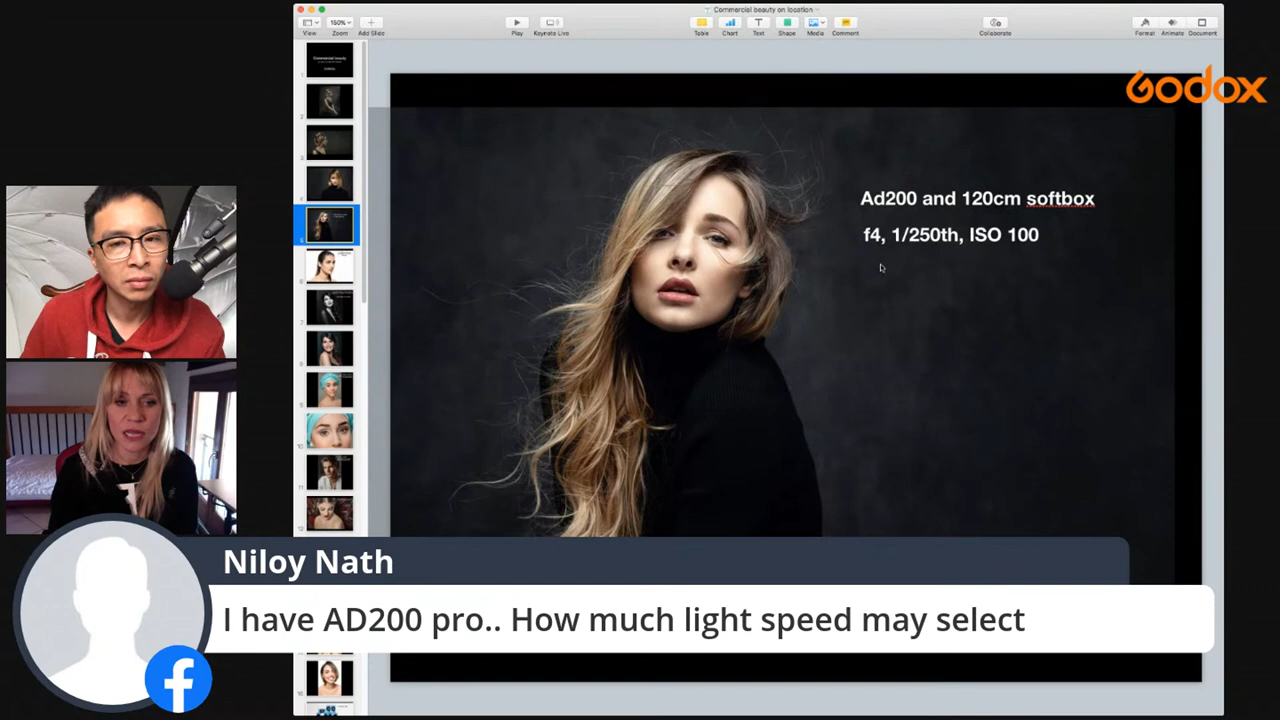 Commercial beauty on location
150%
View
Zoom
Add Slide
Play
Keynote Live
Table
Chart
Text
Shape
Media
Comment
Collaborate
Format
Animate
Document
GODOX
Ad200 and 120cm softbox
f4, 1/250th, ISO 100
Niloy Nath
I have AD200 pro.. How much light speed may select